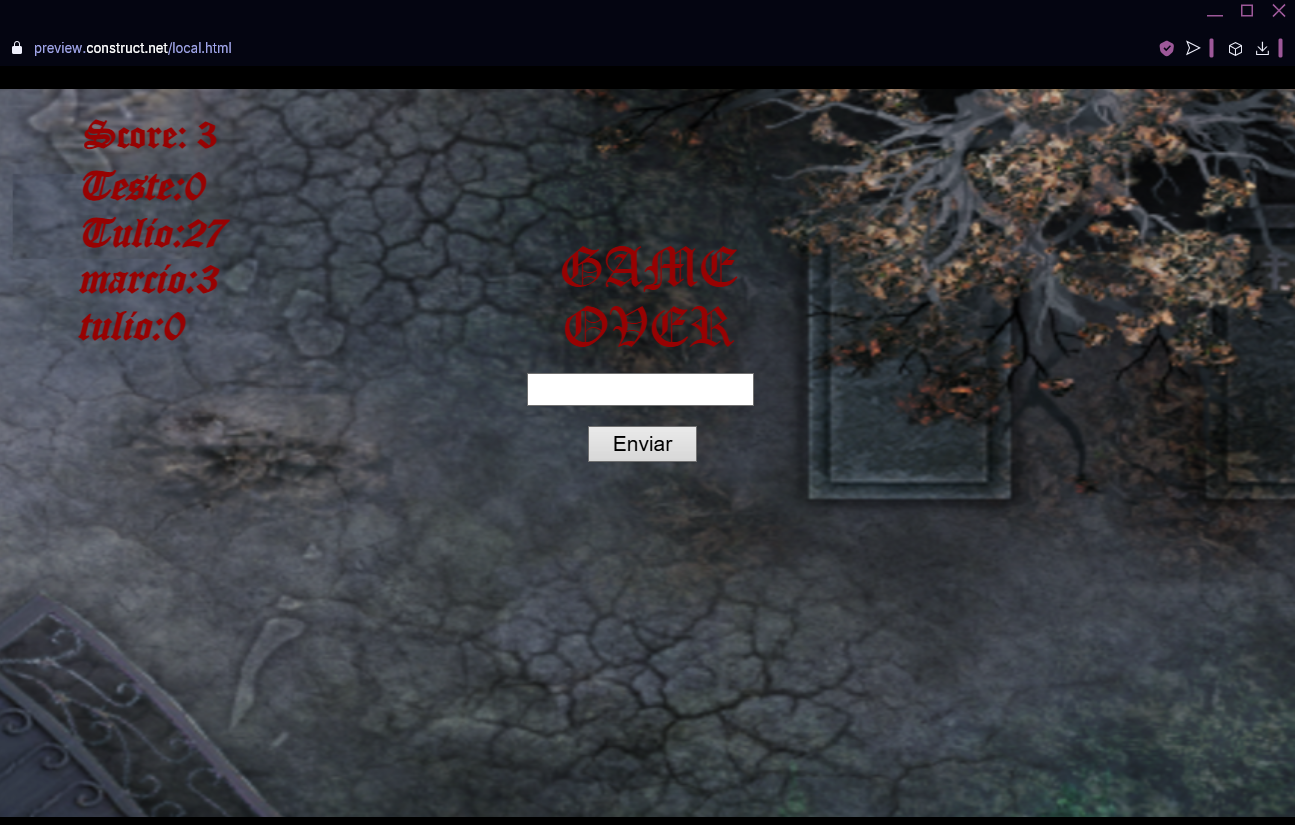 preview.construct.net/local.html
Score: 3
Teste:0
Tulio:27
marcio:3
tulio:0
GAME
OVER
Enviar